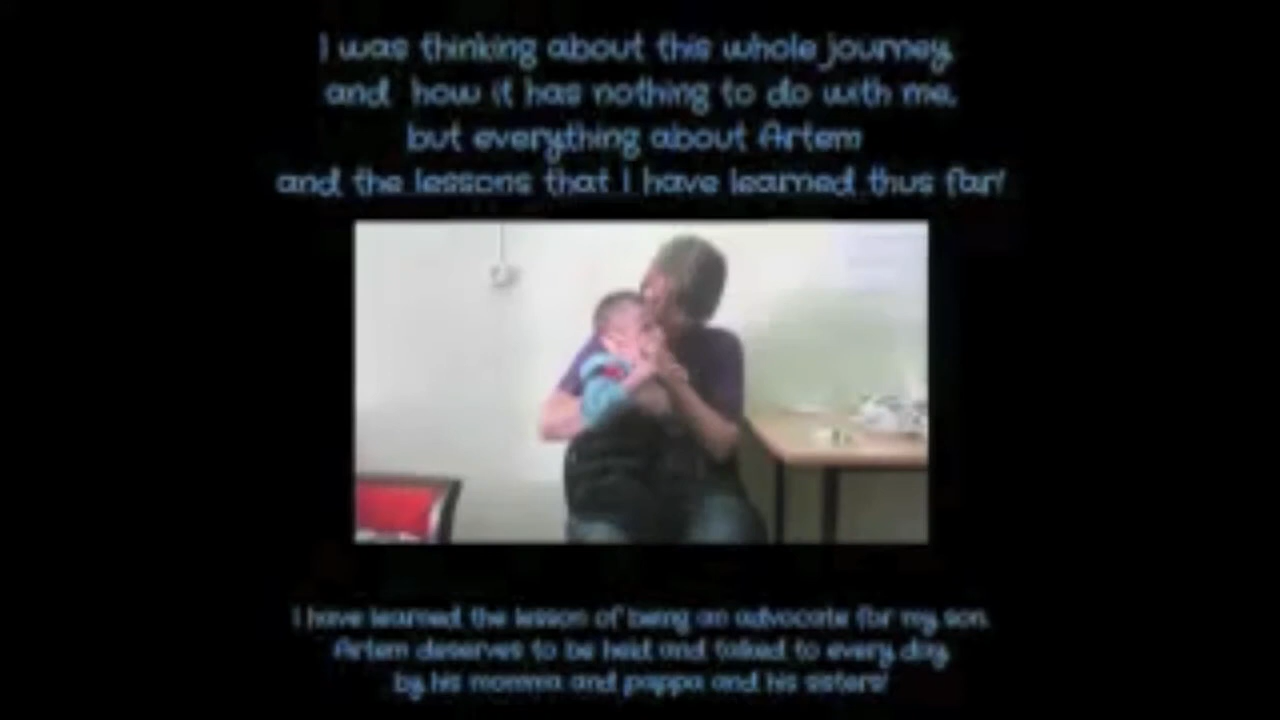 I was thinking about this whole journey,
and how it has nothing to do with me,
but everything about Artem
and the lessons that I have learned thus far!
I have learned the lesson of being an advocate for my son.
Artem deserves to be held and talked to every day,
by his momma and pappa and his sisters!